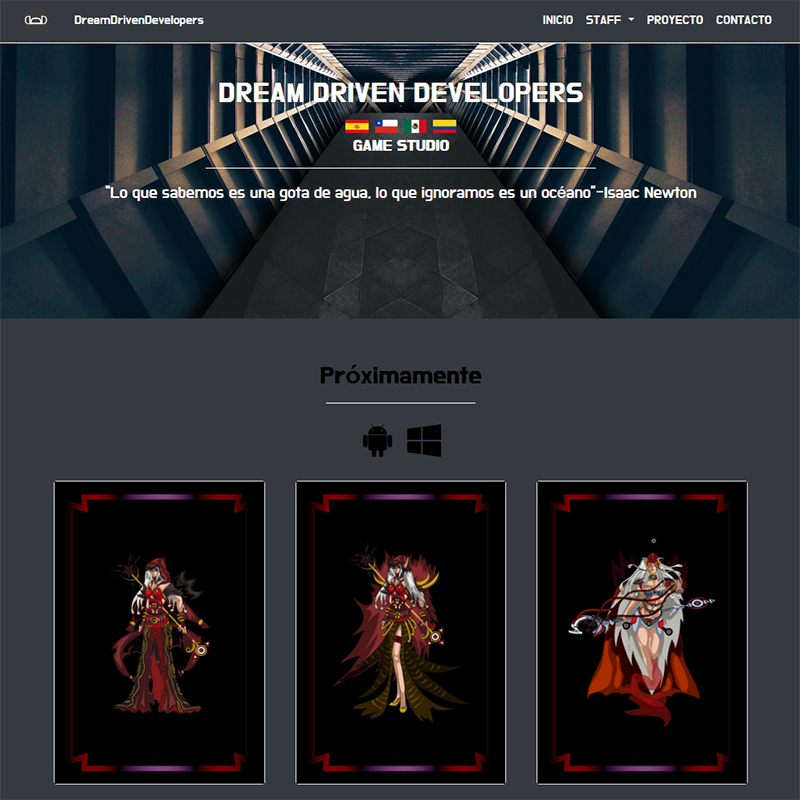 DreamDrivenDevelopers
INICIO STAFF PROYECTO CONTACTO
DREAM DRIVEN DEVELOPERS
GAME STUDIO
"Lo que sabemos es una gota de agua, lo que ignoramos es un océano"-Isaac Newton
Próximamente